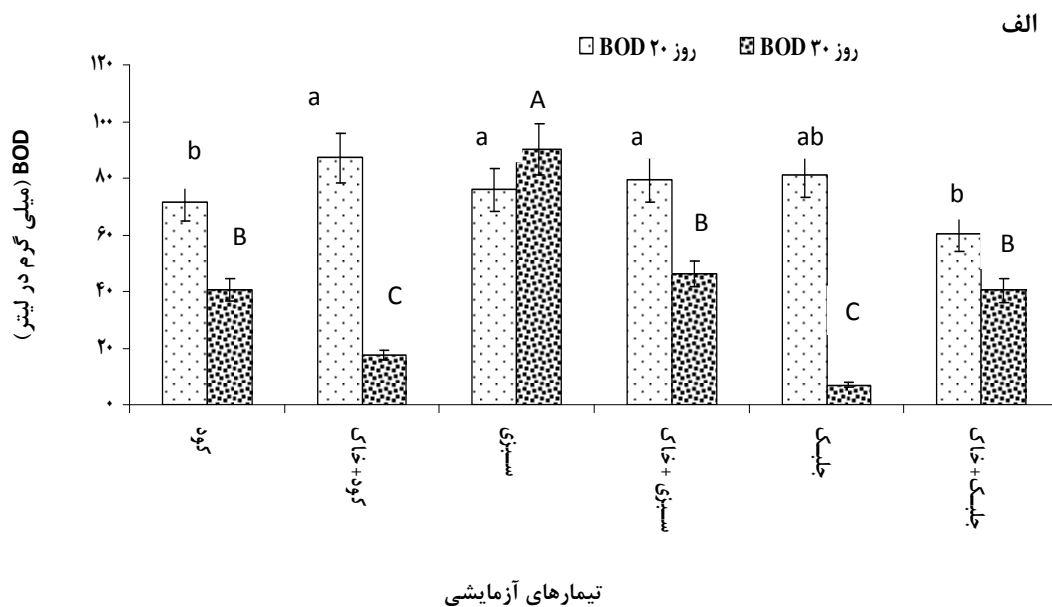 الف
BOD روز ۲۰ BOD روز ۳۰
BOD (میلی گرم در لیتر)
۱۲۰
۱۰۰
۸۰
۶۰
۴۰
۲۰
۰
b B a C a A a B ab C b B
کود
کود+خاک
سبزی
سبزی + خاک
جلبک
جلبک+خاک
تیمارهای آزمایشی